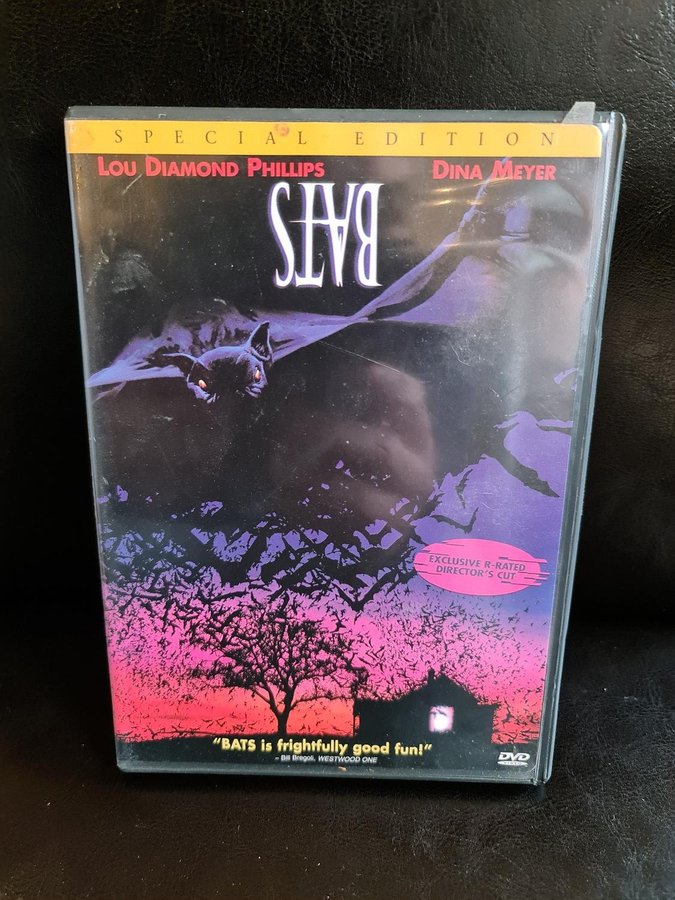 SPECIAL EDITION
LOU DIAMOND PHILLIPS DINA MEYER
BATS
EXCLUSIVE R-RATED
DIRECTOR'S CUT
"BATS is frightfully good fun!"
– Bill Bregoli, WESTWOOD ONE
DVD
VIDEO